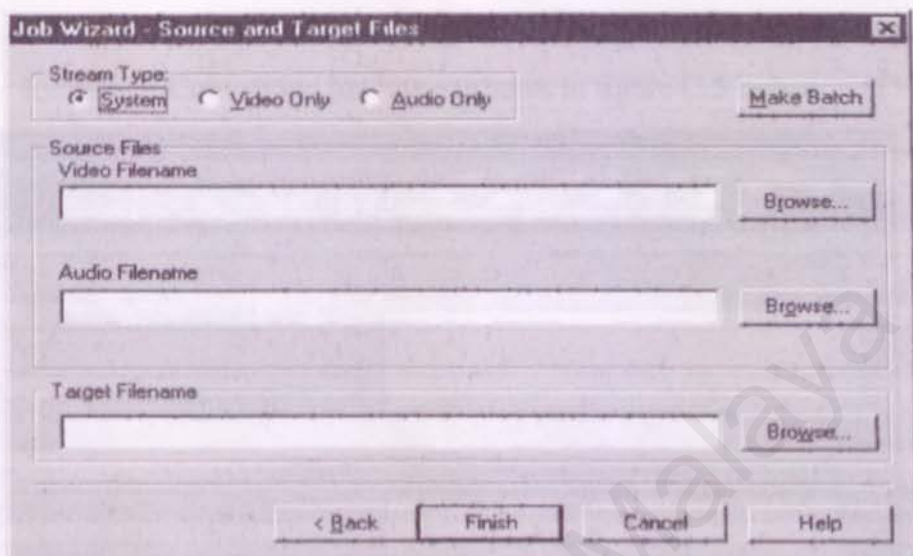 Job Wizard - Source and Target Files
Stream Type:
System Video Only Audio Only Make Batch
Source Files
Video Filename
Browse...
Audio Filename
Browse...
Target Filename
Browse...
< Back Finish Cancel Help
Malaya